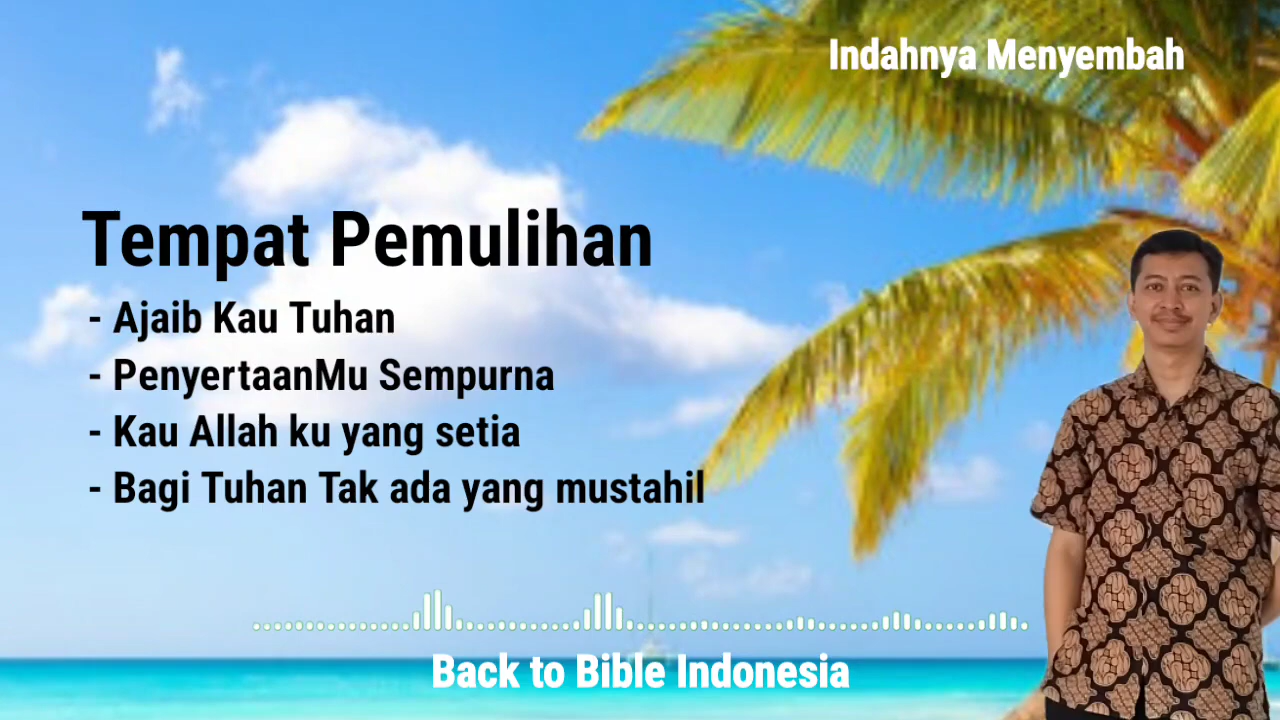 Indahnya Menyembah
Tempat Pemulihan
- Ajaib Kau Tuhan
- PenyertaanMu Sempurna
- Kau Allah ku yang setia
- Bagi Tuhan Tak ada yang mustahil
Back to Bible Indonesia